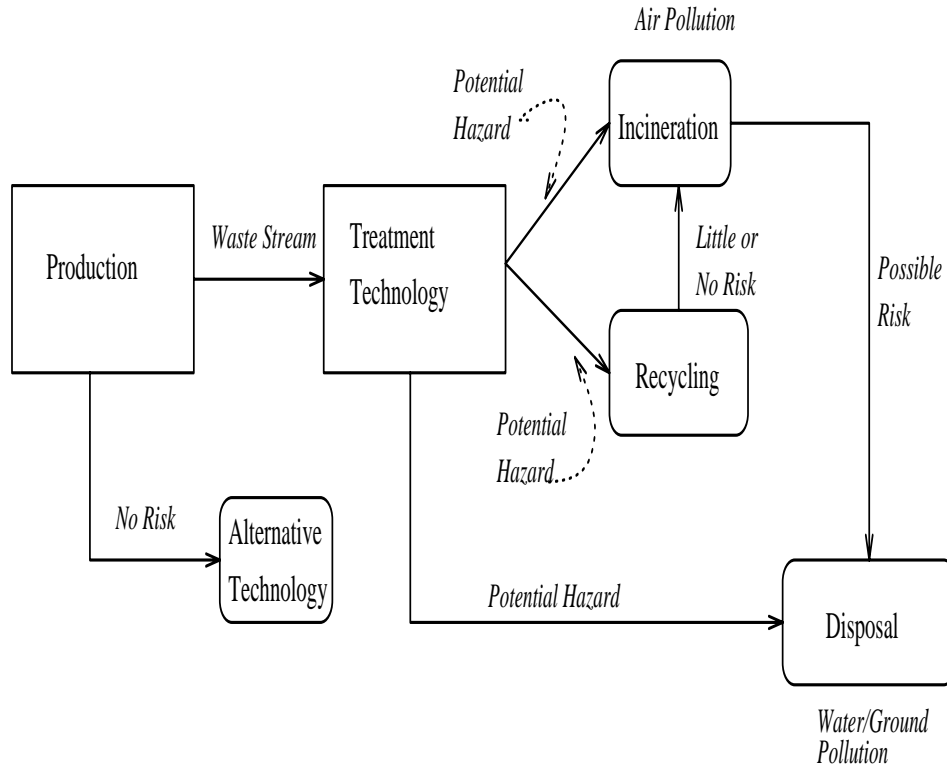 Air Pollution
Potential
Hazard
Incineration
Production
Waste Stream
Treatment
Technology
Little or
No Risk
Possible
Risk
Recycling
Potential
Hazard
No Risk
Alternative
Technology
Potential Hazard
Disposal
Water/Ground
Pollution